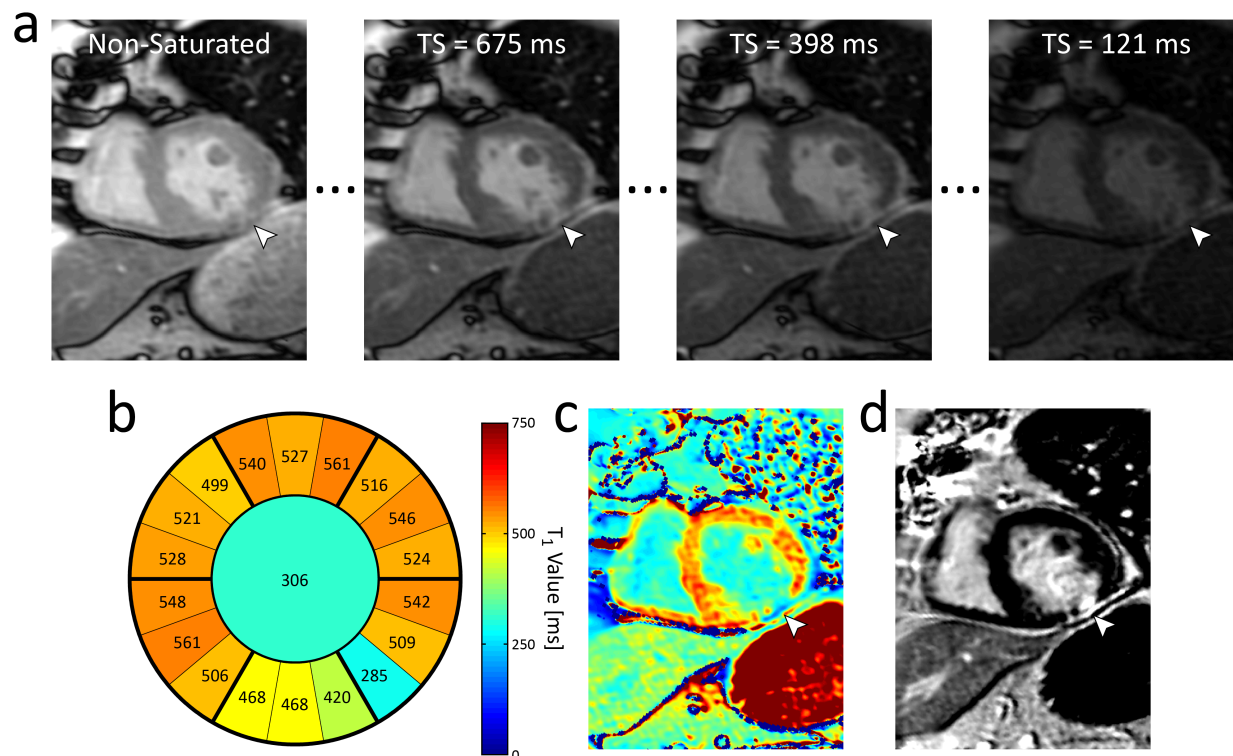 a
Non-Saturated
TS = 675 ms
TS = 398 ms
TS = 121 ms
...
...
...
b
540
527
561
499
516
521
546
528
524
306
548
542
561
509
506
285
468
468
420
750
500
250
0
T1 Value [ms]
c
d